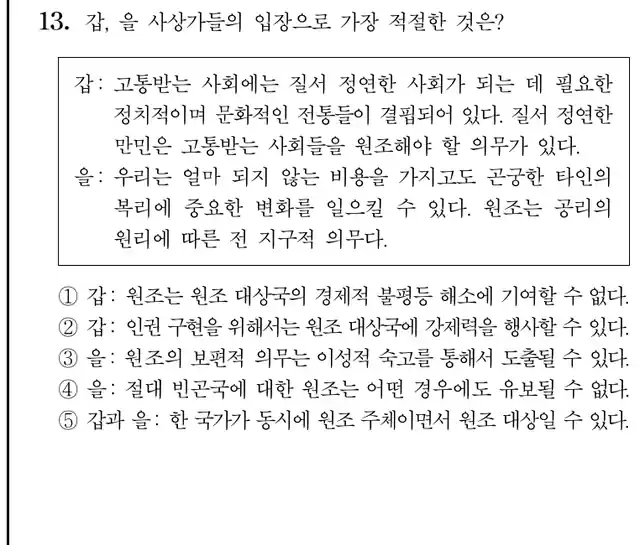 13. 갑, 을 사상가들의 입장으로 가장 적절한 것은?
갑: 고통받는 사회에는 질서 정연한 사회가 되는 데 필요한
정치적이며 문화적인 전통들이 결핍되어 있다. 질서 정연한
만민은 고통받는 사회들을 원조해야 할 의무가 있다.
을: 우리는 얼마 되지 않는 비용을 가지고도 곤궁한 타인의
복리에 중요한 변화를 일으킬 수 있다. 원조는 공리의
원리에 따른 전 지구적 의무다.
① 갑: 원조는 원조 대상국의 경제적 불평등 해소에 기여할 수 없다.
② 갑: 인권 구현을 위해서는 원조 대상국에 강제력을 행사할 수 있다.
③ 을: 원조의 보편적 의무는 이성적 숙고를 통해서 도출될 수 있다.
④ 을: 절대 빈곤국에 대한 원조는 어떤 경우에도 유보될 수 없다.
⑤ 갑과 을: 한 국가가 동시에 원조 주체이면서 원조 대상일 수 있다.